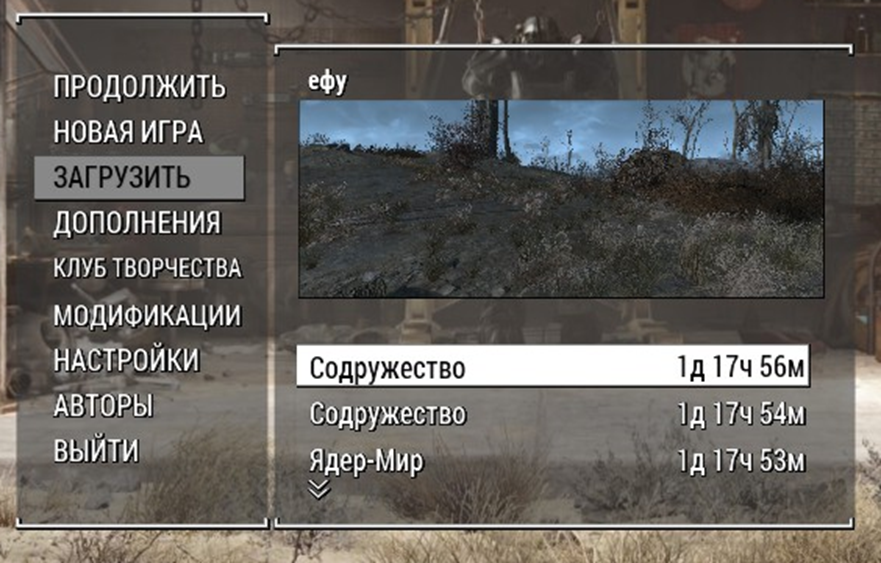 ПРОДОЛЖИТЬ
НОВАЯ ИГРА
ЗАГРУЗИТЬ
ДОПОЛНЕНИЯ
КЛУБ ТВОРЧЕСТВА
МОДИФИКАЦИИ
НАСТРОЙКИ
АВТОРЫ
ВЫЙТИ
ефу
Содружество 1д 17ч 56м
Содружество 1д 17ч 54м
Ядер-Мир 1д 17ч 53м